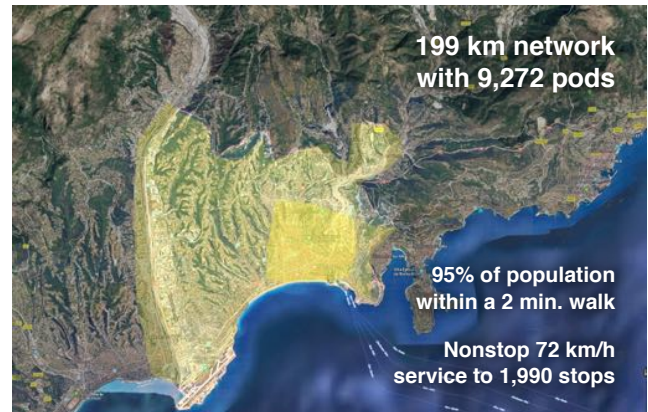 199 km network
with 9,272 pods
95% of population
within a 2 min. walk
Nonstop 72 km/h
service to 1,990 stops